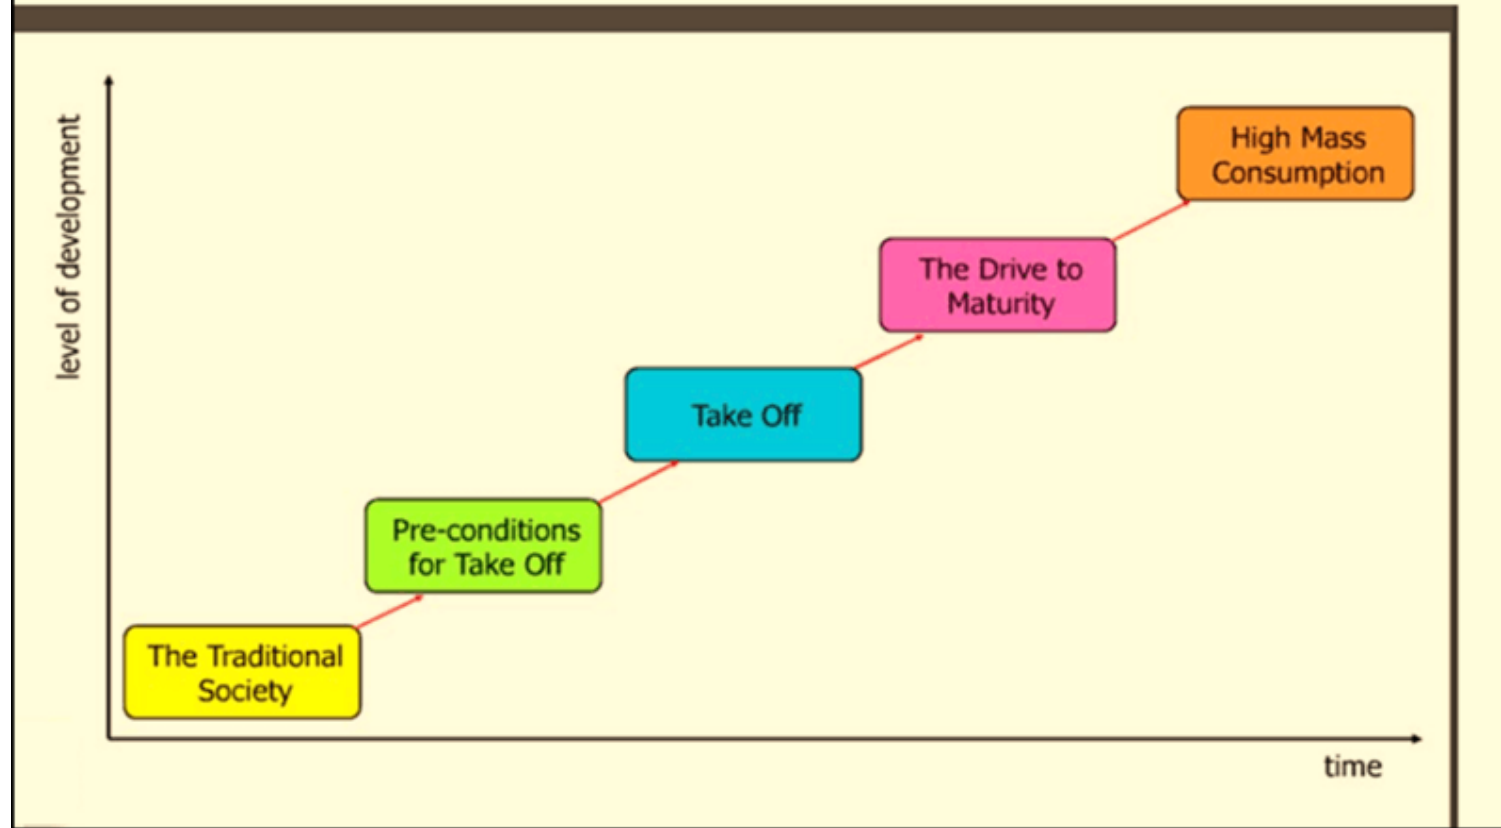 level of development
High Mass
Consumption
The Drive to
Maturity
Take Off
Pre-conditions
for Take Off
The Traditional
Society
time